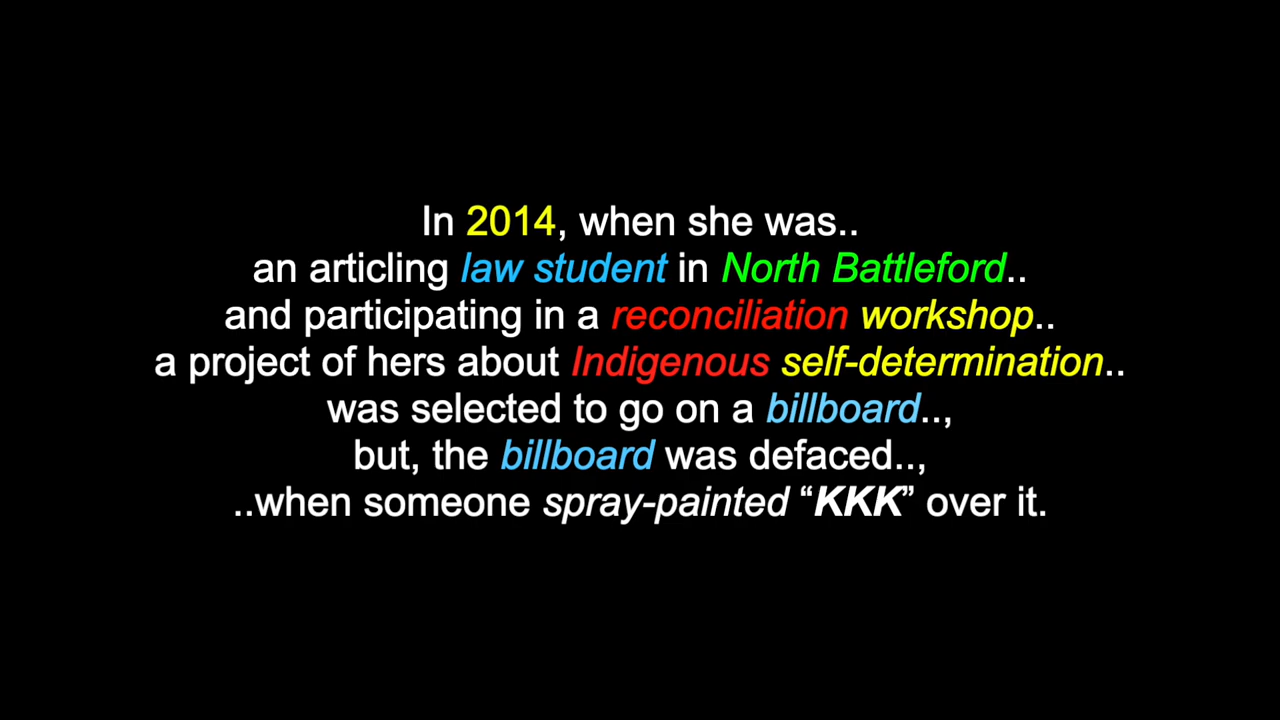 In 2014, when she was..
an articling law student in North Battleford..
and participating in a reconciliation workshop..
a project of hers about Indigenous self-determination..
was selected to go on a billboard..,
but, the billboard was defaced..,
..when someone spray-painted “KKK” over it.